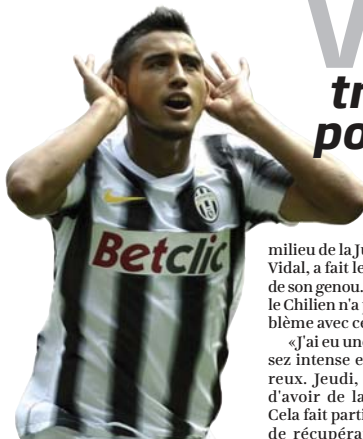 V
tr
po
Betclic
milieu de la Ju
Vidal, a fait le
de son genou.
le Chilien n'a
blème avec ce
«J'ai eu une
sez intense e
reux. Jeudi,
d'avoir de la
Cela fait parti
de récupéra